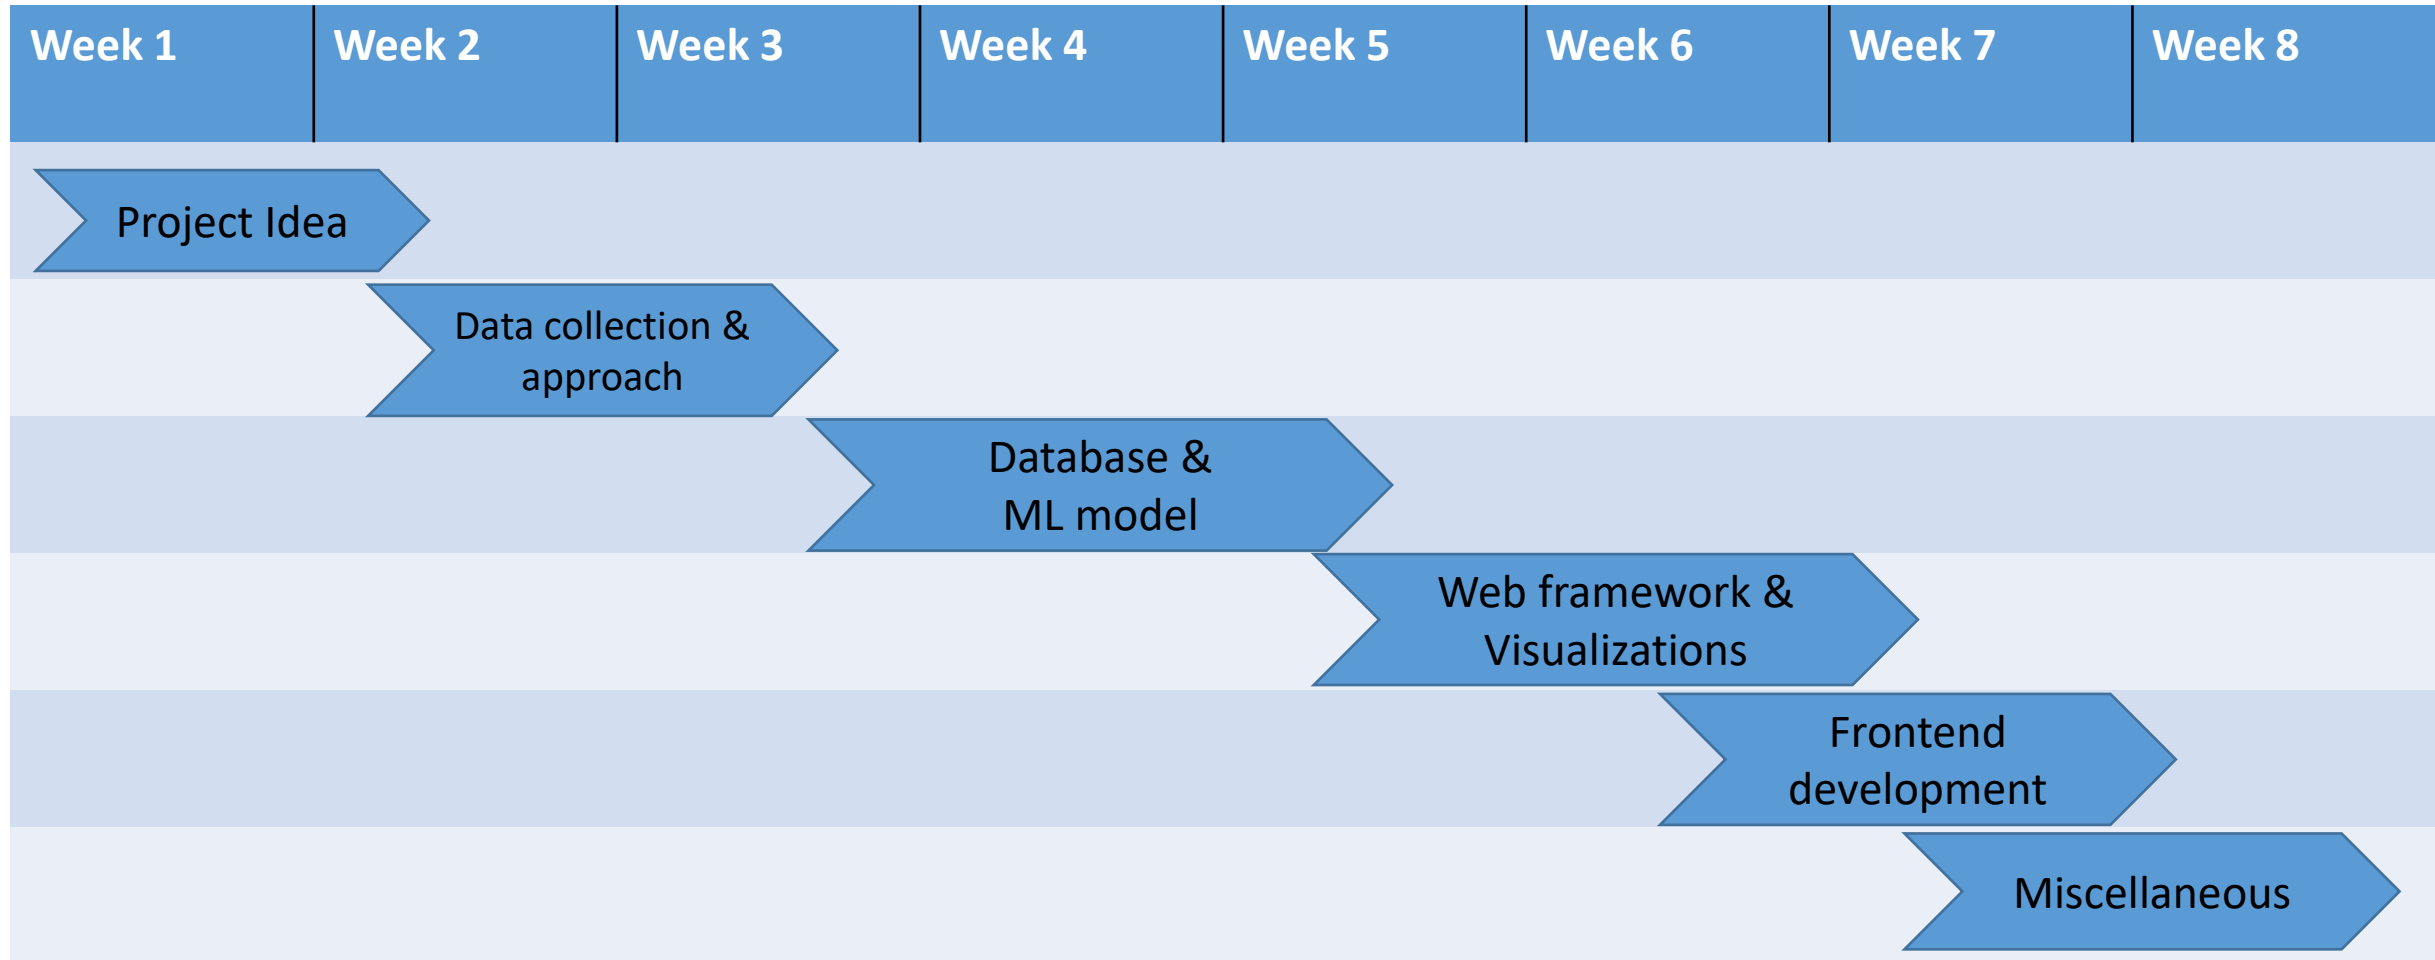 Week 1
Week 2
Week 3
Week 4
Week 5
Week 6
Week 7
Week 8
Project Idea
Data collection &
approach
Database &
ML model
Web framework &
Visualizations
Frontend
development
Miscellaneous